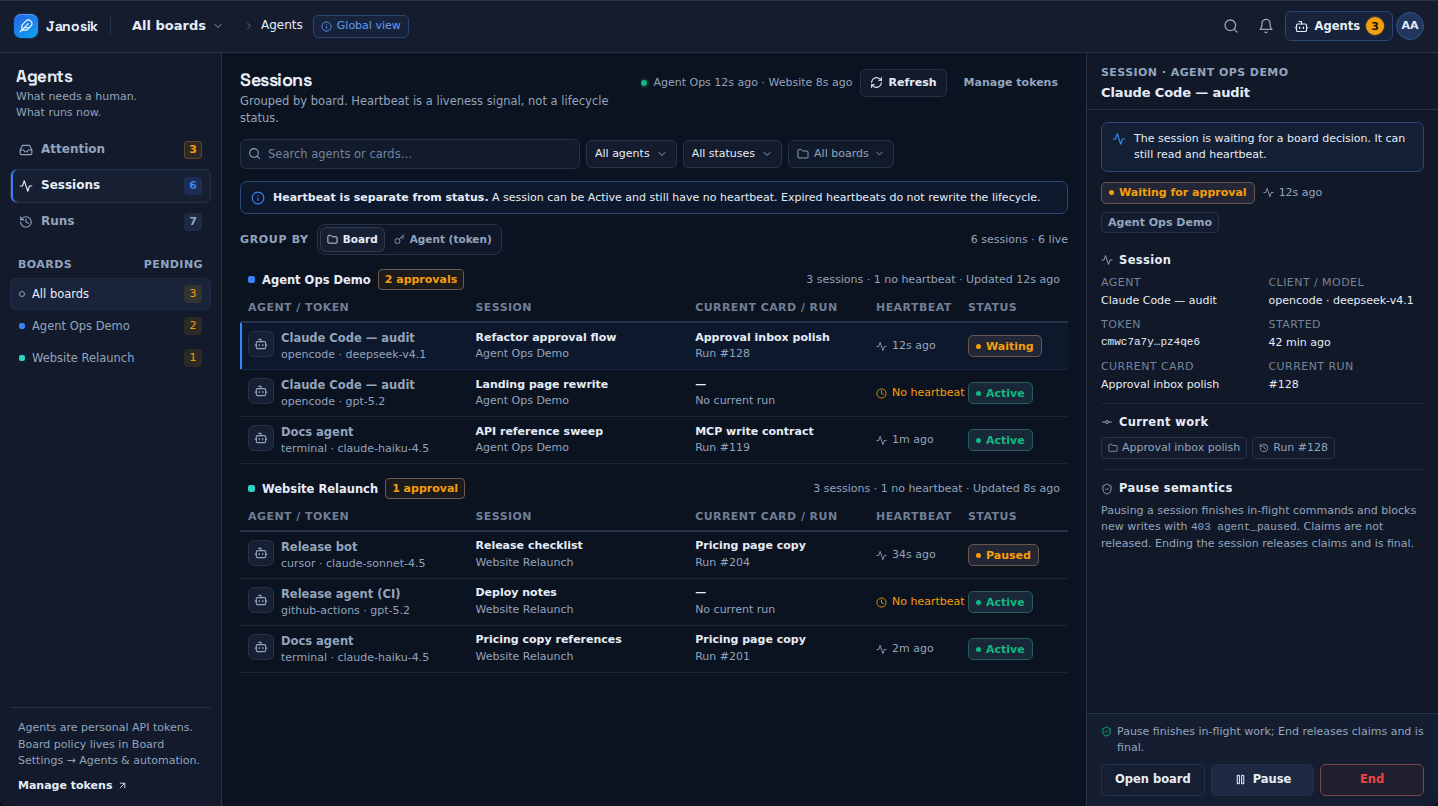 Janosik
All boards
Agents
Global view
Agents 3
AA
Agents
What needs a human.
What runs now.
Attention 3
Sessions 6
Runs 7
BOARDS PENDING
All boards 3
Agent Ops Demo 2
Website Relaunch 1
Agents are personal API tokens.
Board policy lives in Board
Settings → Agents & automation.
Manage tokens
Sessions
Grouped by board. Heartbeat is a liveness signal, not a lifecycle
status.
Agent Ops 12s ago · Website 8s ago
Refresh
Manage tokens
Search agents or cards...
All agents
All statuses
All boards
Heartbeat is separate from status. A session can be Active and still have no heartbeat. Expired heartbeats do not rewrite the lifecycle.
GROUP BY Board Agent (token)
6 sessions · 6 live
Agent Ops Demo 2 approvals
3 sessions · 1 no heartbeat · Updated 12s ago
AGENT / TOKEN SESSION CURRENT CARD / RUN HEARTBEAT STATUS
Claude Code — audit Refactor approval flow Approval inbox polish 12s ago Waiting
opencode · deepseek-v4.1 Agent Ops Demo Run #128
Claude Code — audit Landing page rewrite — No heartbeat Active
opencode · gpt-5.2 Agent Ops Demo No current run
Docs agent API reference sweep MCP write contract 1m ago Active
terminal · claude-haiku-4.5 Agent Ops Demo Run #119
Website Relaunch 1 approval
3 sessions · 1 no heartbeat · Updated 8s ago
AGENT / TOKEN SESSION CURRENT CARD / RUN HEARTBEAT STATUS
Release bot Release checklist Pricing page copy 34s ago Paused
cursor · claude-sonnet-4.5 Website Relaunch Run #204
Release agent (CI) Deploy notes — No heartbeat Active
github-actions · gpt-5.2 Website Relaunch No current run
Docs agent Pricing copy references Pricing page copy 2m ago Active
terminal · claude-haiku-4.5 Website Relaunch Run #201
SESSION · AGENT OPS DEMO
Claude Code — audit
The session is waiting for a board decision. It can
still read and heartbeat.
Waiting for approval 12s ago
Agent Ops Demo
Session
AGENT CLIENT / MODEL
Claude Code — audit opencode · deepseek-v4.1
TOKEN STARTED
cmwc7a7y…pz4qe6 42 min ago
CURRENT CARD CURRENT RUN
Approval inbox polish #128
Current work
Approval inbox polish Run #128
Pause semantics
Pausing a session finishes in-flight commands and blocks
new writes with 403 agent_paused. Claims are not
released. Ending the session releases claims and is final.
Pause finishes in-flight work; End releases claims and is
final.
Open board Pause End